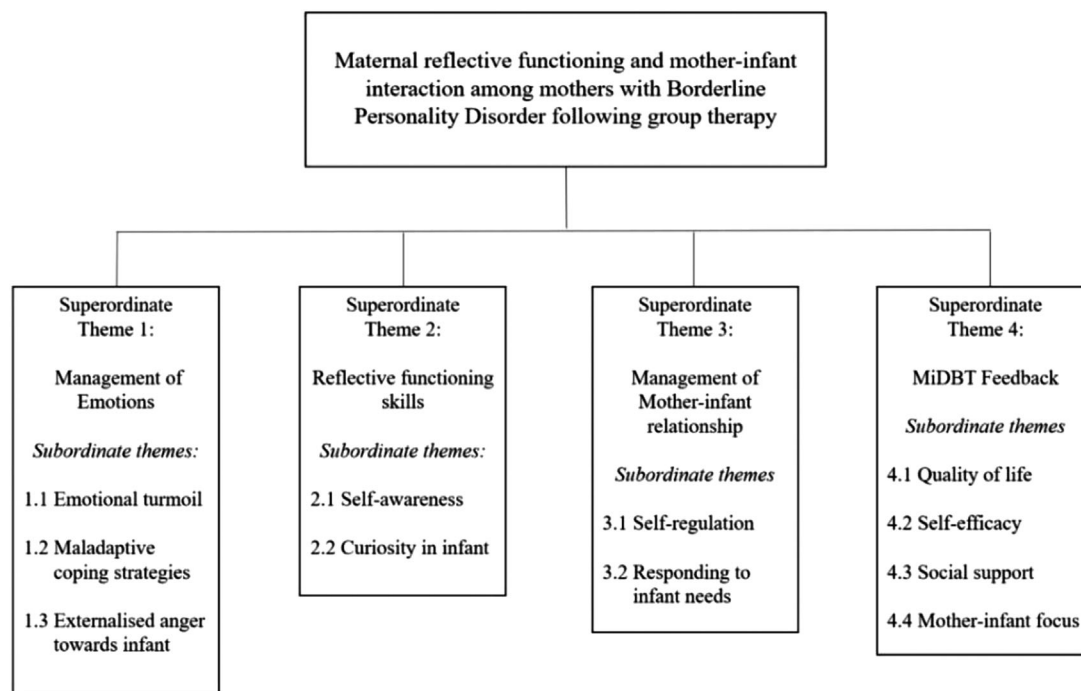 Maternal reflective functioning and mother-infant
interaction among mothers with Borderline
Personality Disorder following group therapy
Superordinate
Theme 1:
Management of
Emotions
Subordinate themes:
1.1 Emotional turmoil
1.2 Maladaptive
coping strategies
1.3 Externalised anger
towards infant
Superordinate
Theme 2:
Reflective functioning
skills
Subordinate themes:
2.1 Self-awareness
2.2 Curiosity in infant
Superordinate
Theme 3:
Management of
Mother-infant
relationship
Subordinate themes
3.1 Self-regulation
3.2 Responding to
infant needs
Superordinate
Theme 4:
MiDBT Feedback
Subordinate themes
4.1 Quality of life
4.2 Self-efficacy
4.3 Social support
4.4 Mother-infant focus